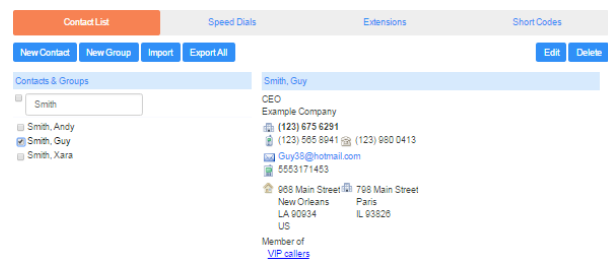 Contact List Speed Dials Extensions Short Codes
New Contact New Group Import Export All Edit Delete
Contacts & Groups
Smith
Smith, Andy
Smith, Guy
Smith, Xara
Smith, Guy
CEO
Example Company
(123) 675 6291
(123) 565 8941 (123) 980 0413
Guy38@hotmail.com
5553171453
968 Main Street 798 Main Street
New Orleans Paris
LA 90934 IL 93826
US
Member of
VIP callers